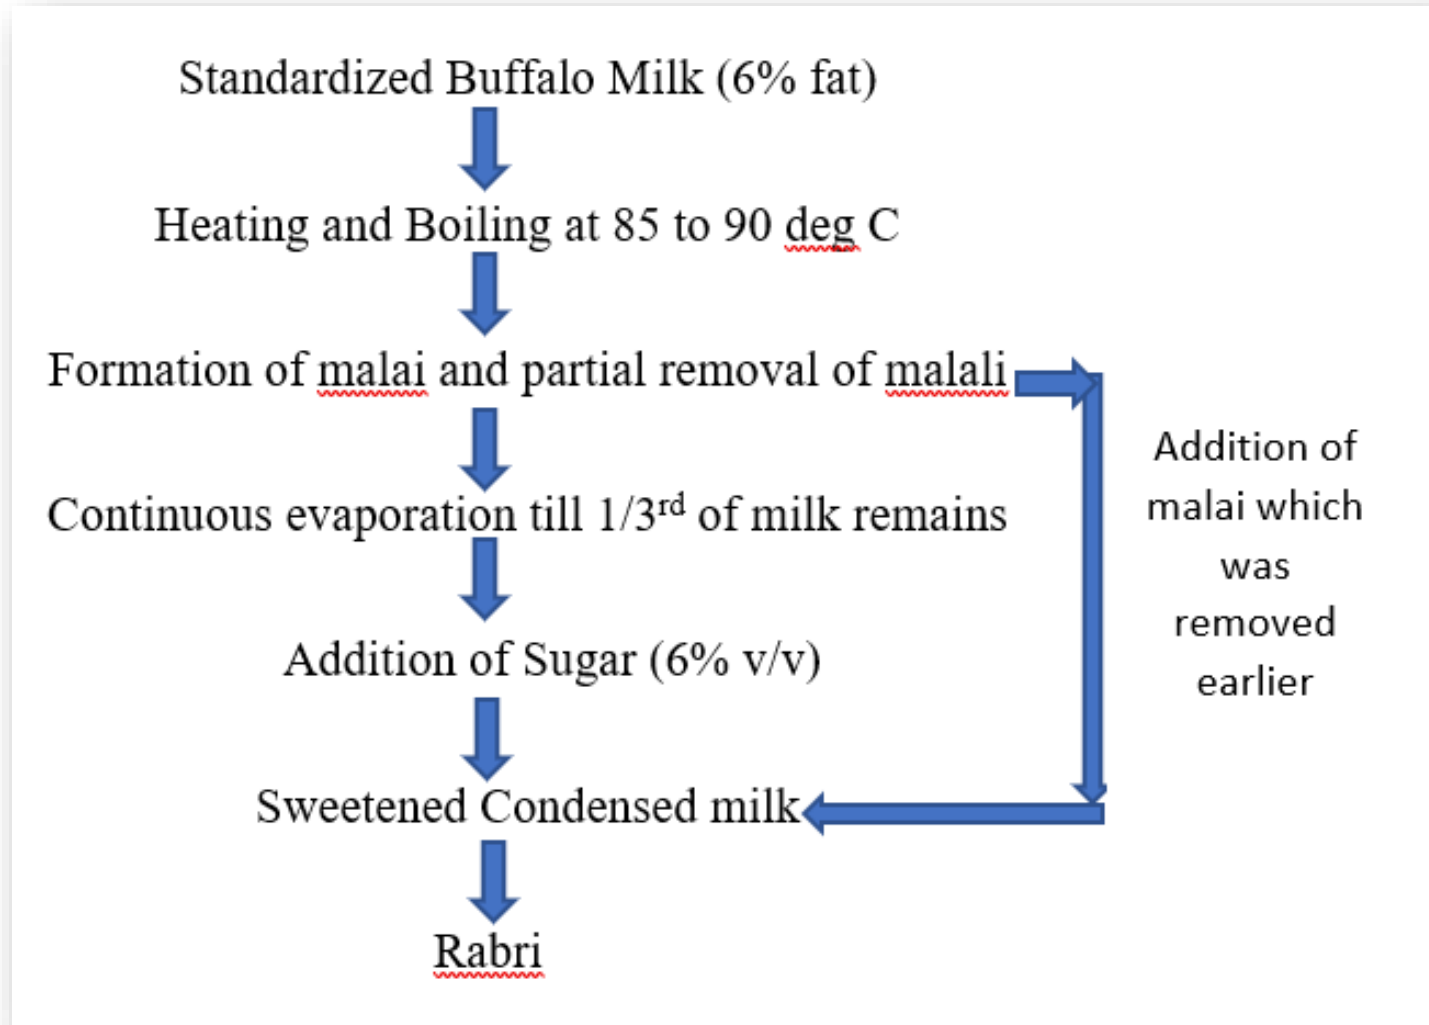 Standardized Buffalo Milk (6% fat)
Heating and Boiling at 85 to 90 deg C
Formation of malai and partial removal of malali
Continuous evaporation till 1/3rd of milk remains
Addition of Sugar (6% v/v)
Sweetened Condensed milk
Rabri
Addition of
malai which
was
removed
earlier